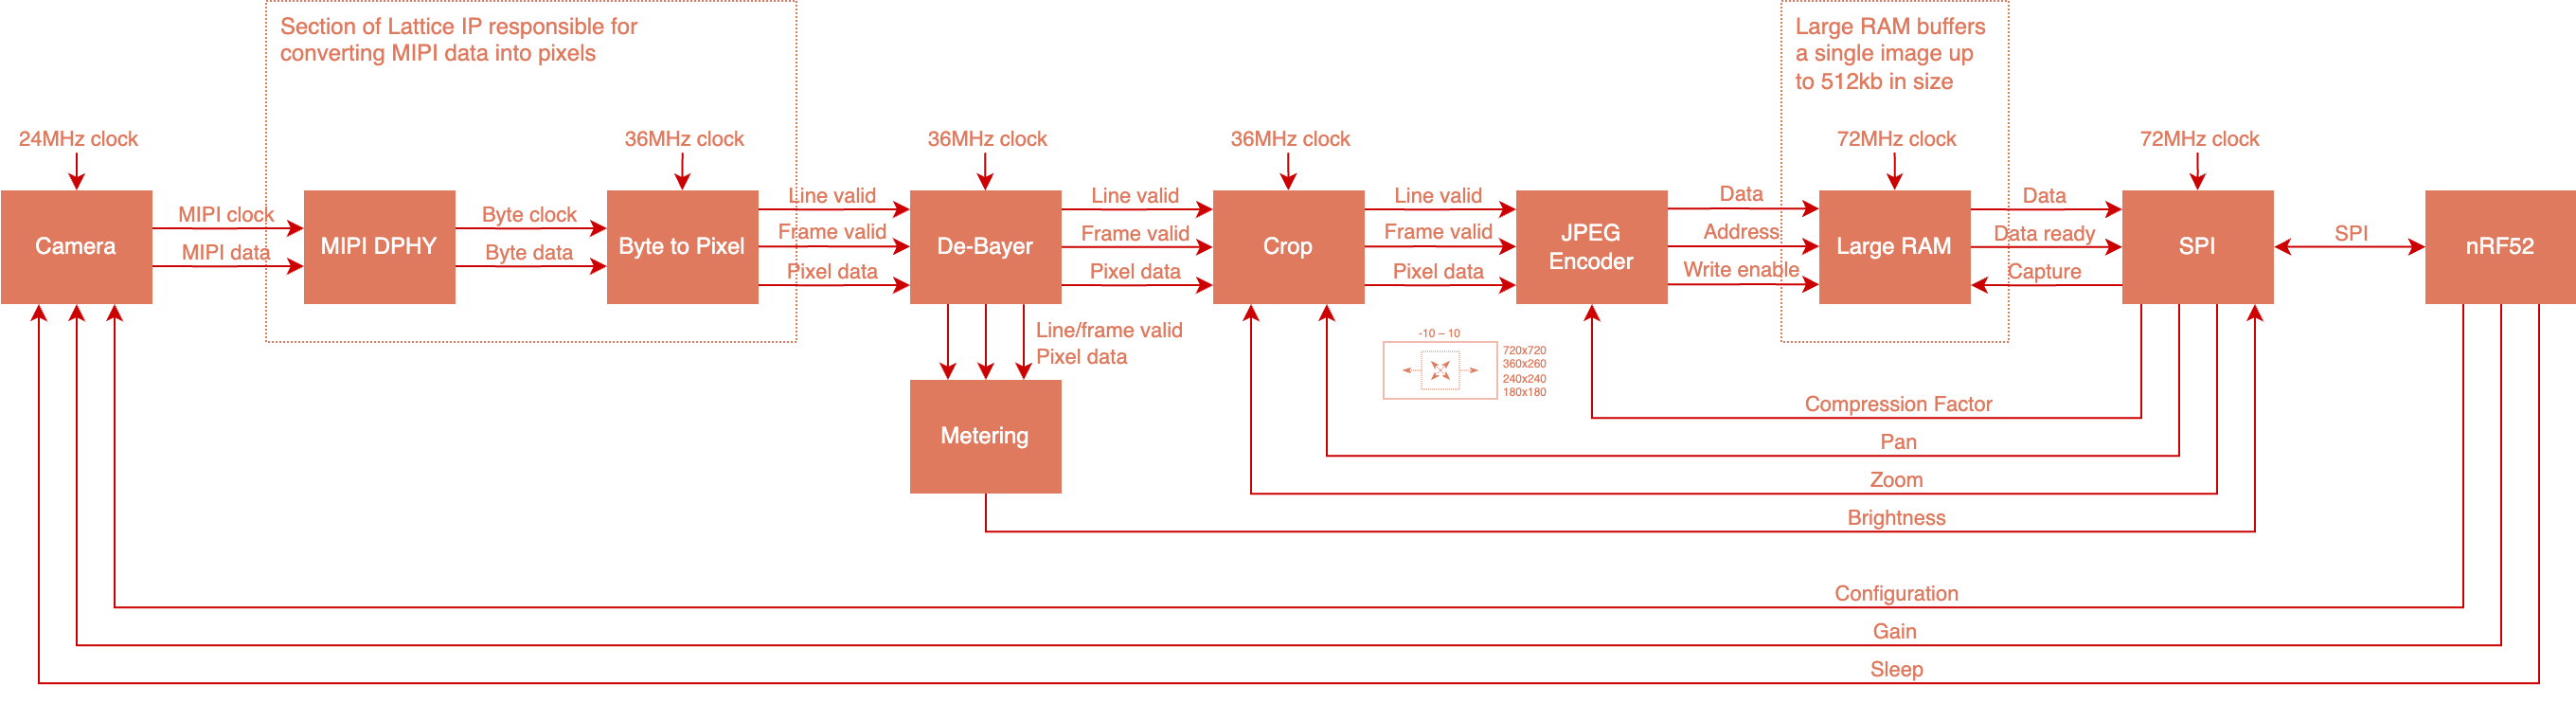 Section of Lattice IP responsible for
converting MIPI data into pixels
Large RAM buffers
a single image up
to 512kb in size
24MHz clock
36MHz clock
36MHz clock
36MHz clock
72MHz clock
72MHz clock
Camera
MIPI clock
MIPI data
MIPI DPHY
Byte clock
Byte data
Byte to Pixel
Line valid
Frame valid
Pixel data
De-Bayer
Line valid
Frame valid
Pixel data
Crop
Line valid
Frame valid
Pixel data
JPEG
Encoder
Data
Address
Write enable
Large RAM
Data
Data ready
Capture
SPI
SPI
nRF52
Line/frame valid
Pixel data
-10 – 10
720x720
360x260
240x240
180x180
Metering
Compression Factor
Pan
Zoom
Brightness
Configuration
Gain
Sleep